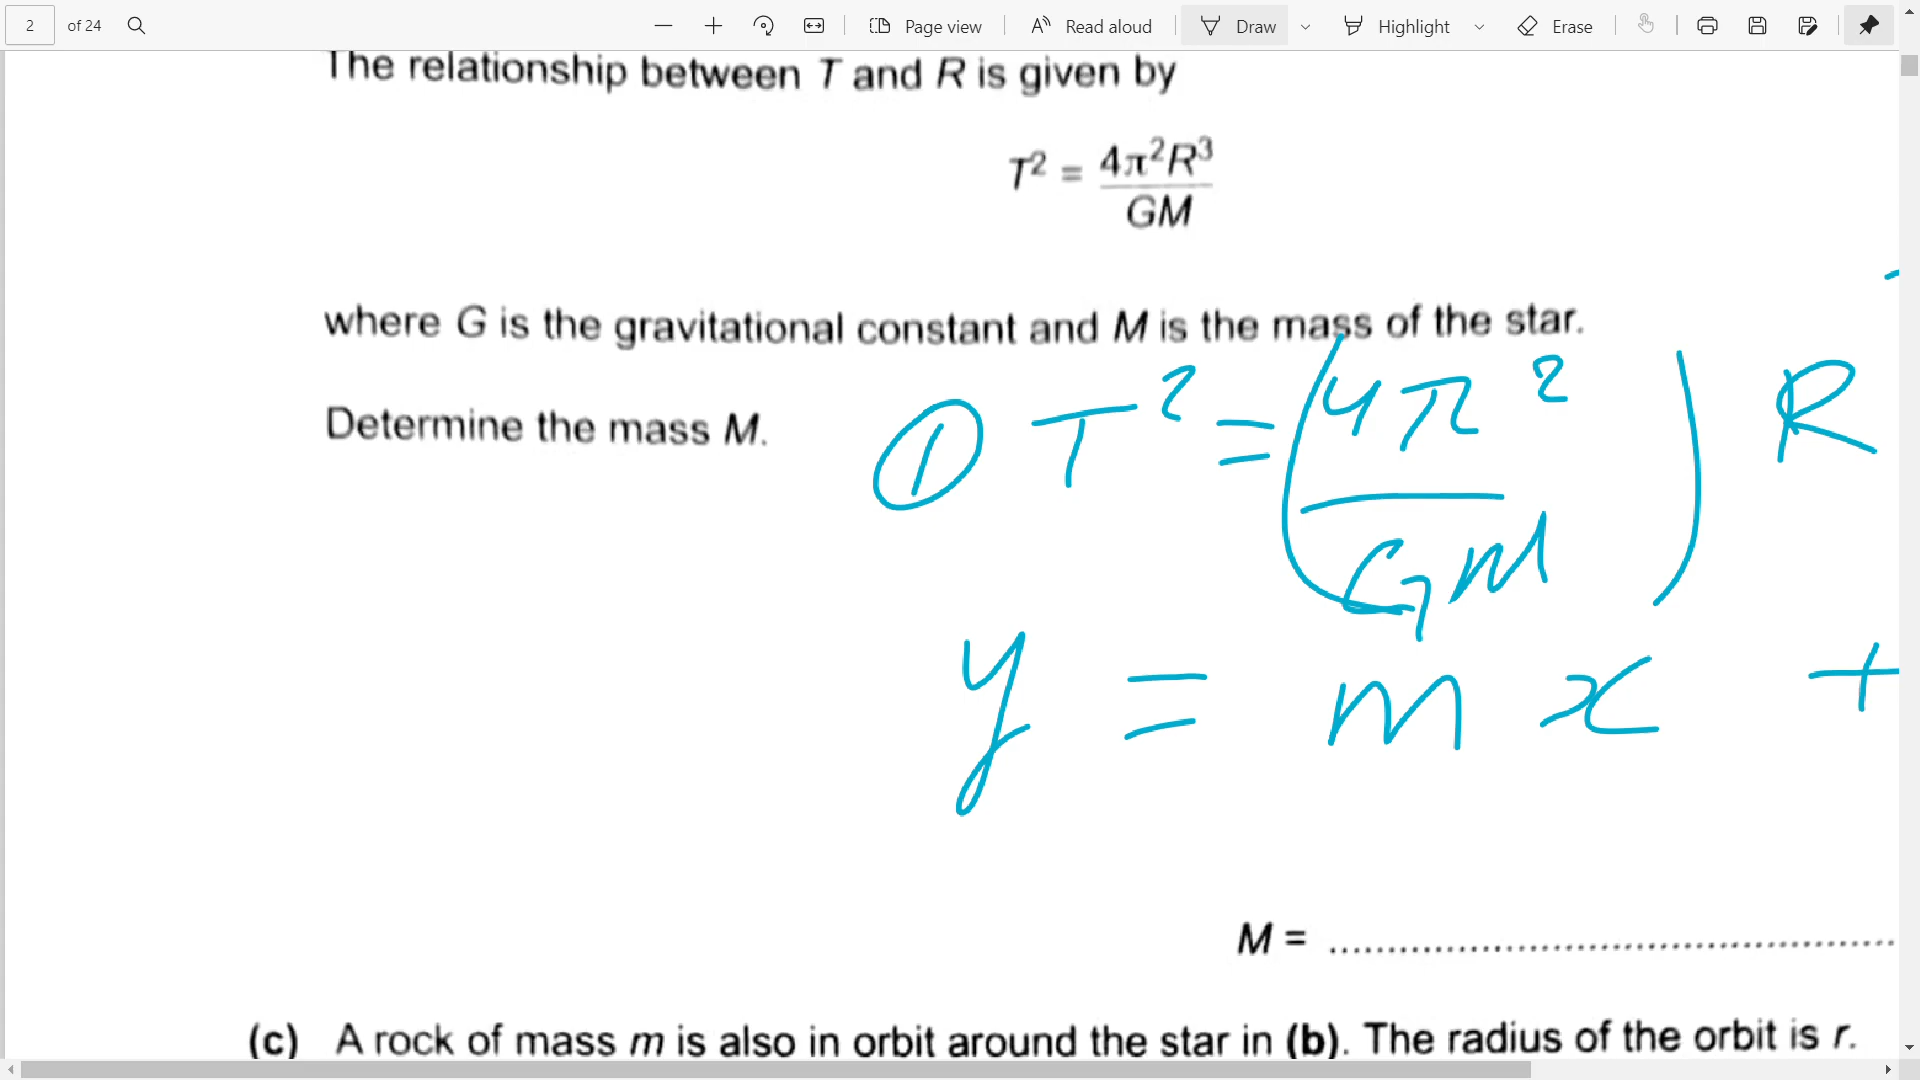 2 of 24 Page view Read aloud Draw Highlight Erase
The relationship between T and R is given by
T² = 4π²R³
GM
where G is the gravitational constant and M is the mass of the star.
Determine the mass M.
① T² = (4π² / GM) R
y = m x +
M = ........................................................
(c) A rock of mass m is also in orbit around the star in (b). The radius of the orbit is r.